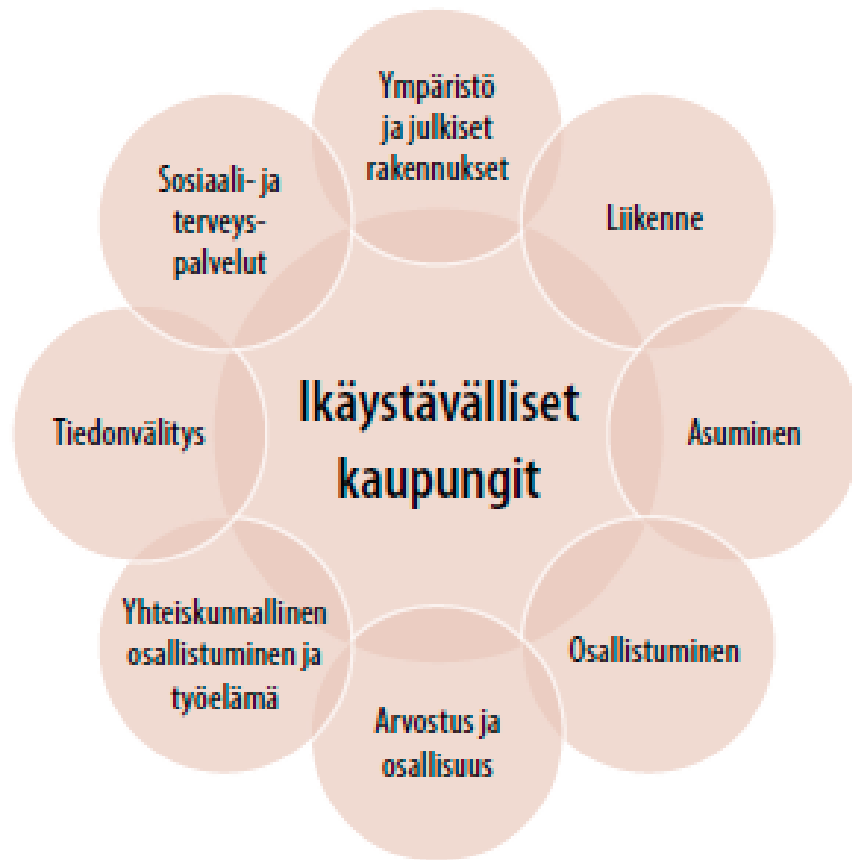 Ympäristö
ja julkiset
rakennukset
Liikenne
Asuminen
Osallistuminen
Arvostus ja
osallisuus
Yhteiskunnallinen
osallistuminen ja
työelämä
Tiedonvälitys
Sosiaali- ja
terveys-
palvelut
Ikäystävälliset
kaupungit